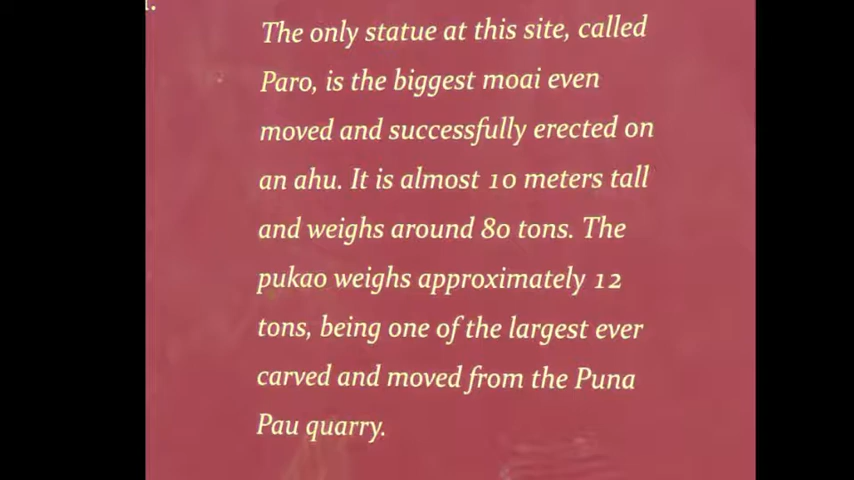 The only statue at this site, called
Paro, is the biggest moai even
moved and successfully erected on
an ahu. It is almost 10 meters tall
and weighs around 80 tons. The
pukao weighs approximately 12
tons, being one of the largest ever
carved and moved from the Puna
Pau quarry.